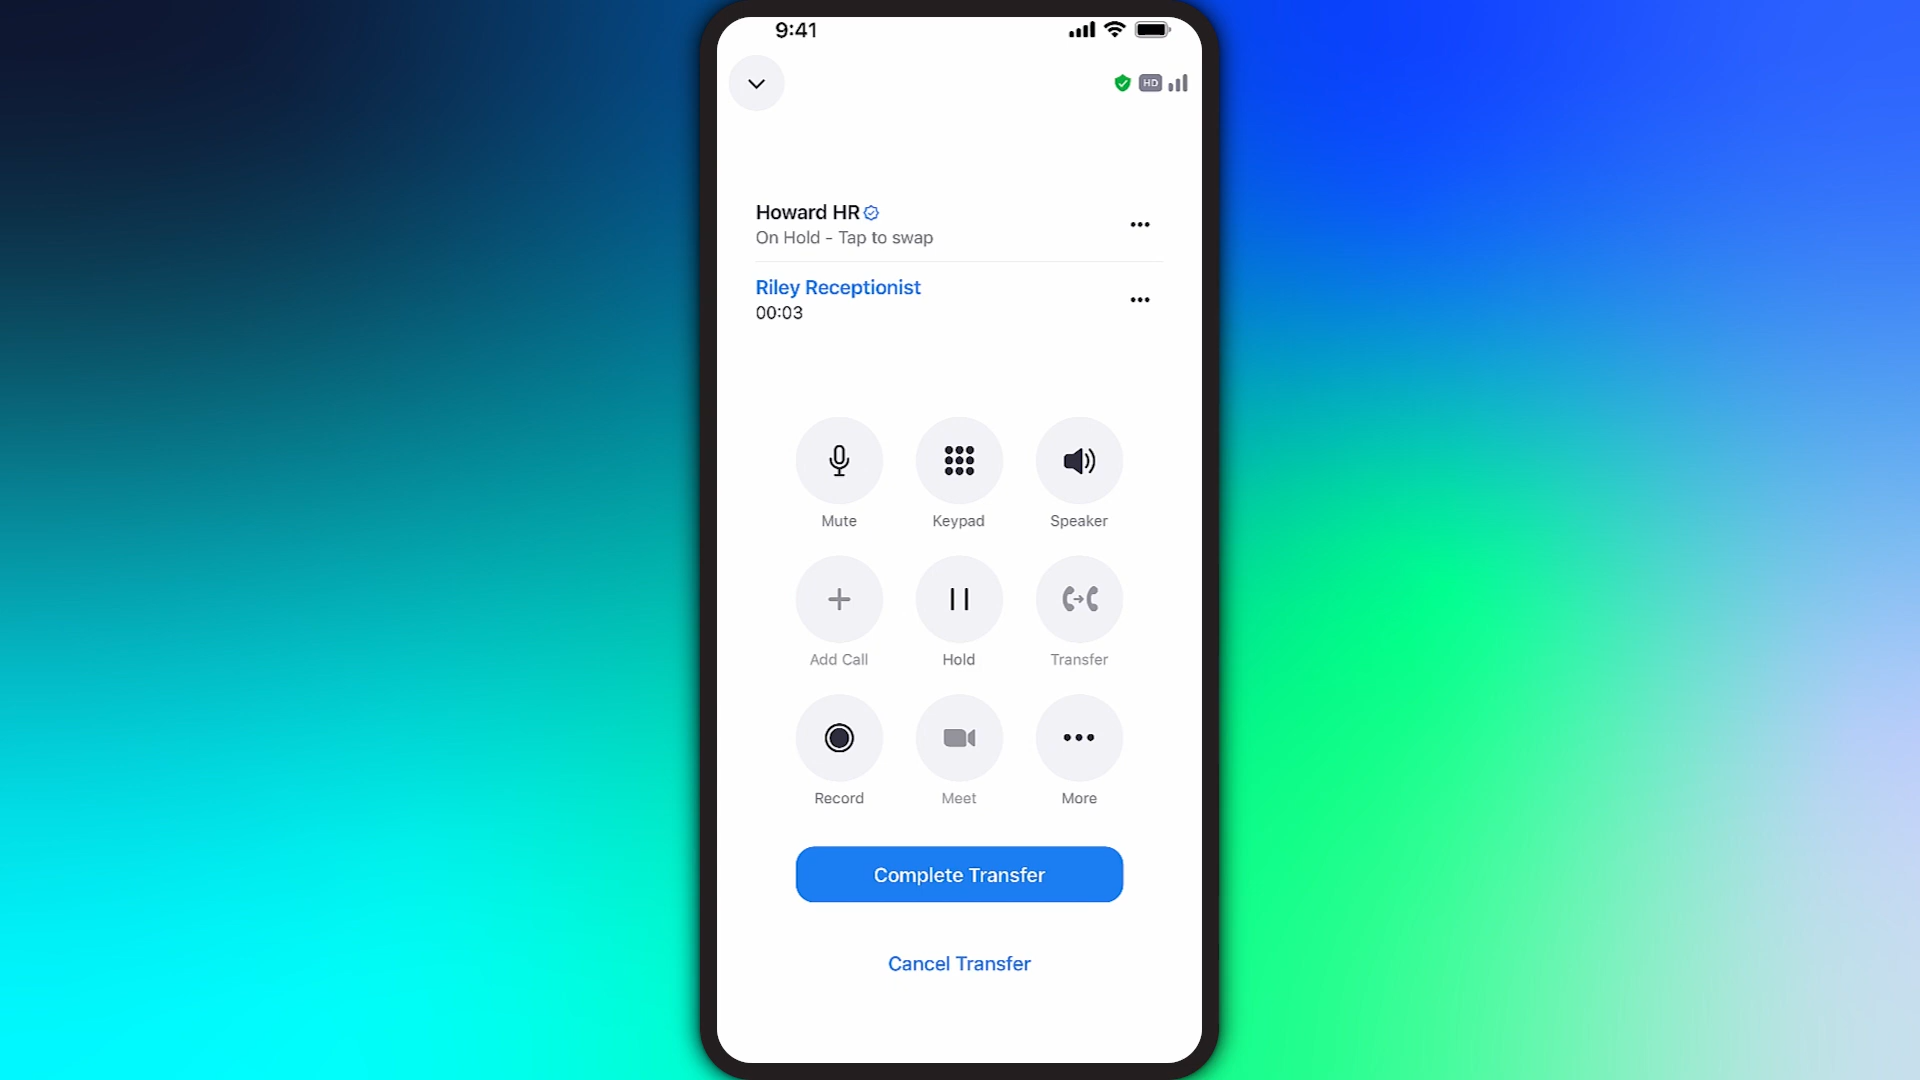 9:41
HD
Howard HR
On Hold - Tap to swap
Riley Receptionist
00:03
Mute Keypad Speaker
Add Call Hold Transfer
Record Meet More
Complete Transfer
Cancel Transfer